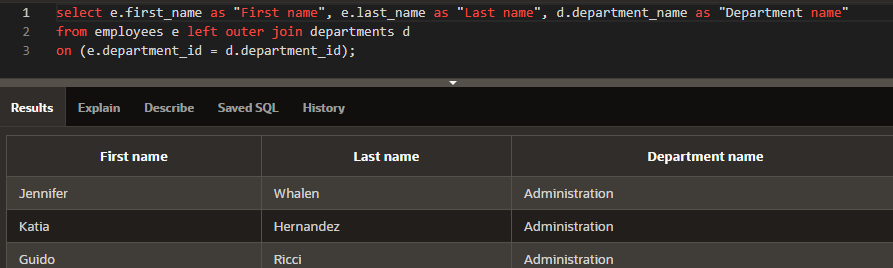 1 select e.first_name as "First name", e.last_name as "Last name", d.department_name as "Department name"
2 from employees e left outer join departments d
3 on (e.department_id = d.department_id);
Results Explain Describe Saved SQL History
First name Last name Department name
Jennifer Whalen Administration
Katia Hernandez Administration
Guido Ricci Administration